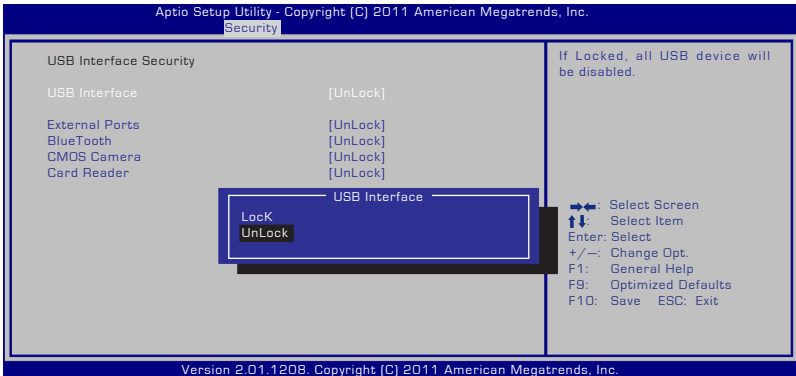 Aptio Setup Utility - Copyright (C) 2011 American Megatrends, Inc.
Security
USB Interface Security
USB Interface [UnLock]
External Ports [UnLock]
BlueTooth [UnLock]
CMOS Camera [UnLock]
Card Reader [UnLock]
USB Interface
LocK
UnLock
If Locked, all USB device will
be disabled.
→←: Select Screen
↑↓: Select Item
Enter: Select
+/—: Change Opt.
F1: General Help
F9: Optimized Defaults
F10: Save ESC: Exit
Version 2.01.1208. Copyright (C) 2011 American Megatrends, Inc.